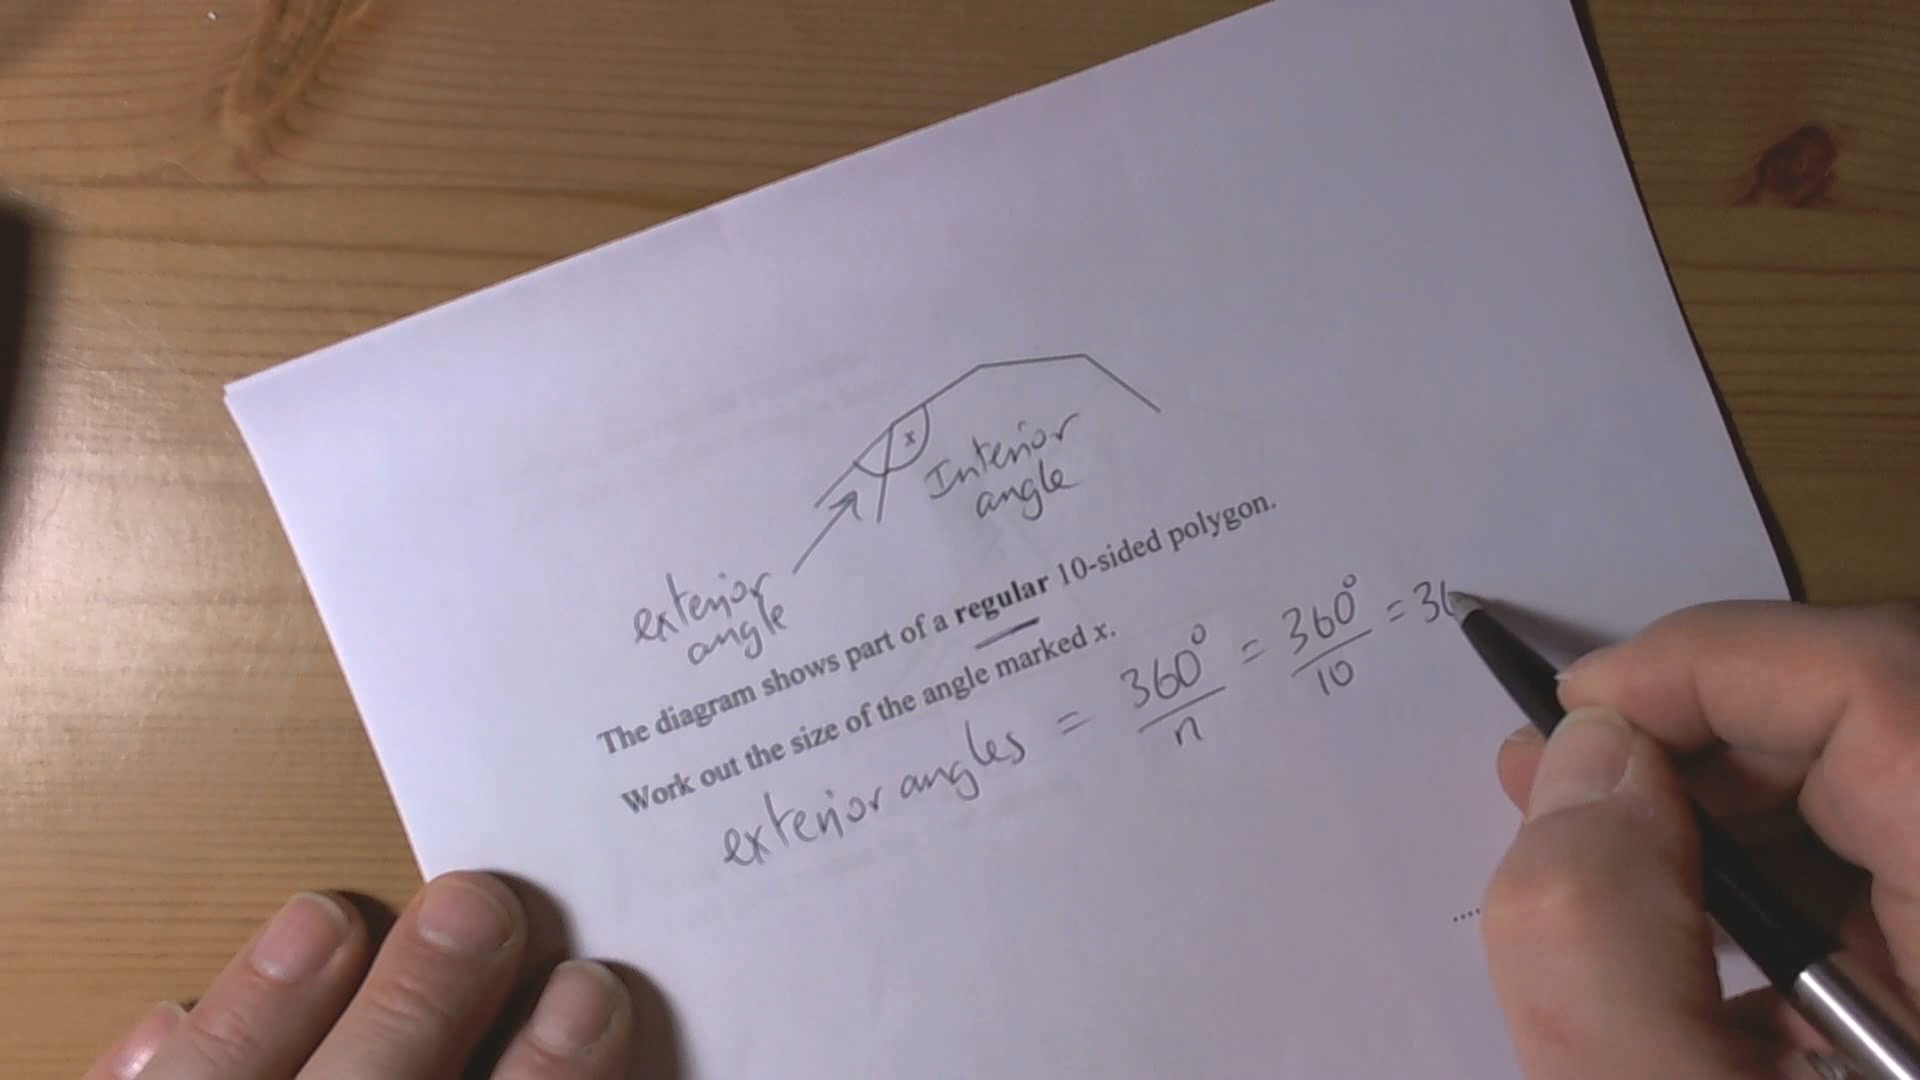 x
Interior
angle
exterior
angle
The diagram shows part of a regular 10-sided polygon.
Work out the size of the angle marked x.
exterior angles = 360°/n = 360°/10 = 36
....